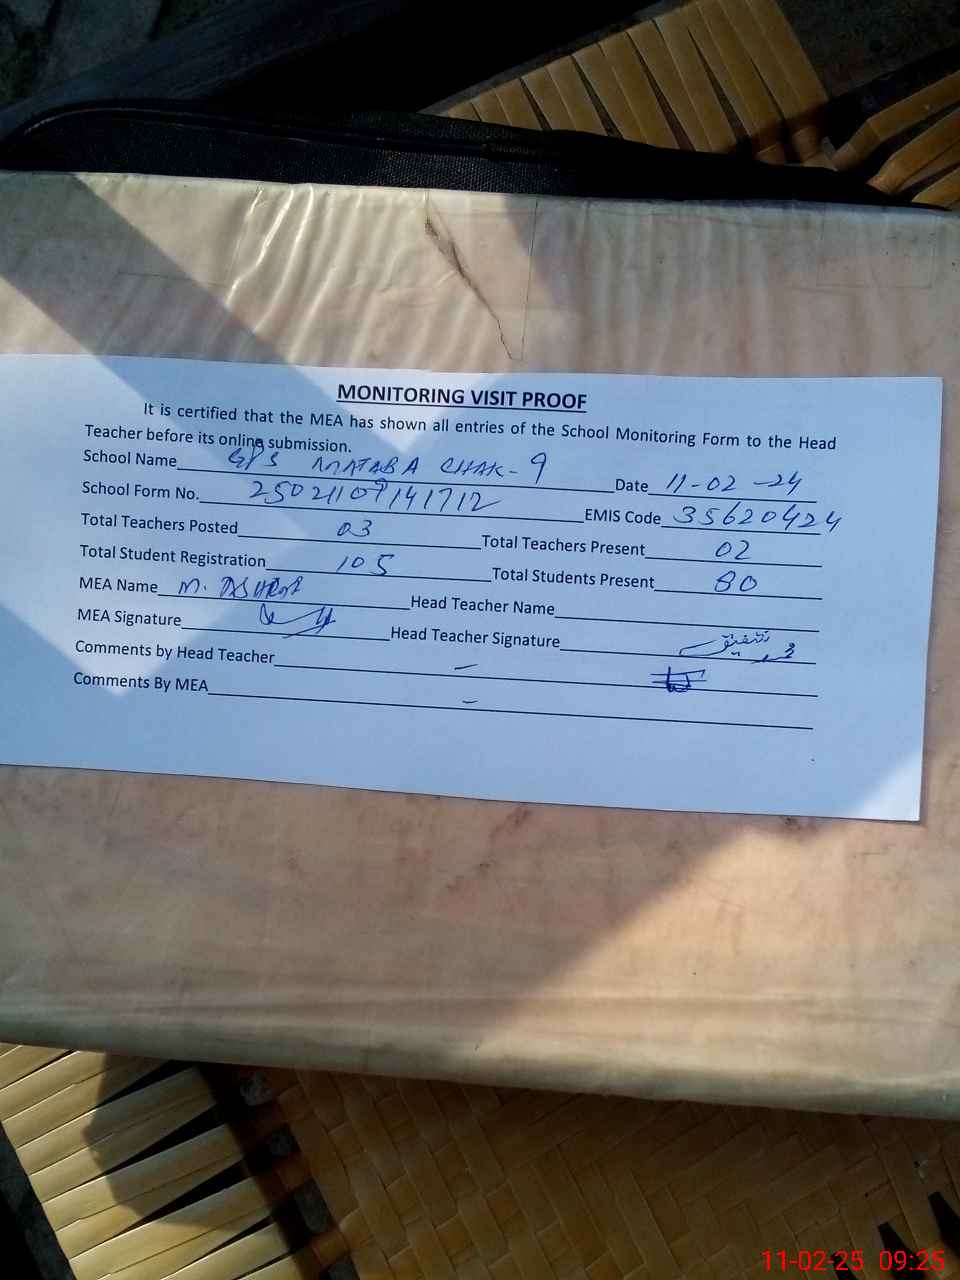 MONITORING VISIT PROOF
It is certified that the MEA has shown all entries of the School Monitoring Form to the Head
Teacher before its online submission.
School Name GPS MATABA CHAK-9 Date 11-02-24
School Form No. 25021109141712 EMIS Code 35620424
Total Teachers Posted 03 Total Teachers Present 02
Total Student Registration 105 Total Students Present 80
MEA Name M. Head Teacher Name
MEA Signature Head Teacher Signature محمد شفیق
Comments by Head Teacher -
Comments By MEA -
11-02-25 09:25